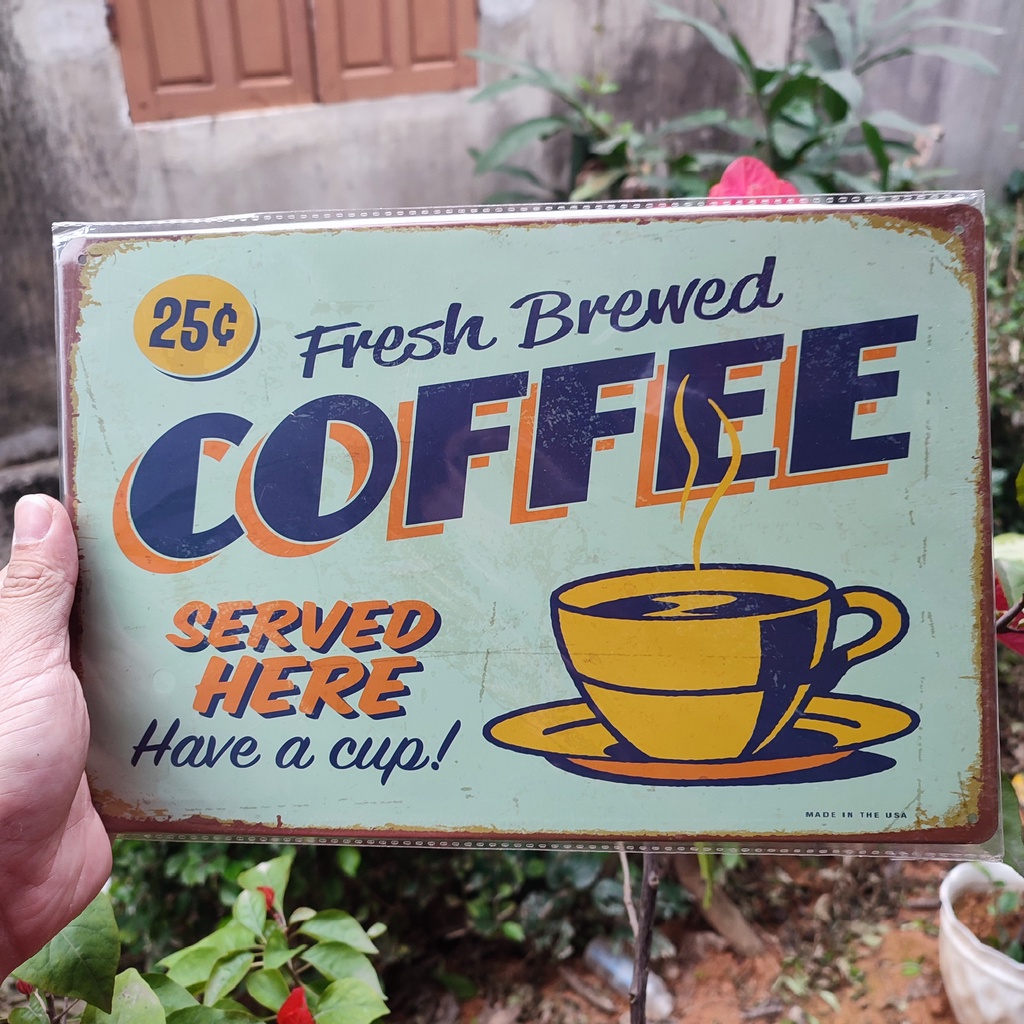 25¢
Fresh Brewed
COFFEE
SERVED
HERE
Have a cup!
MADE IN THE USA